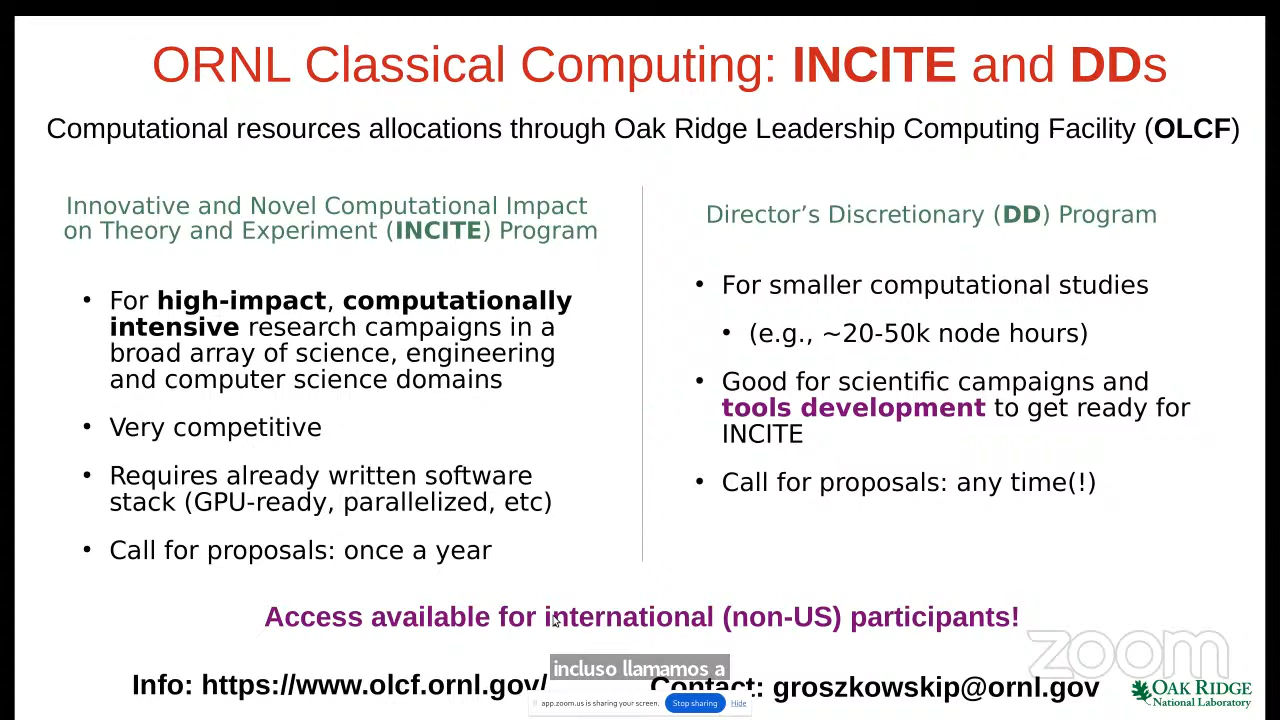 ORNL Classical Computing: INCITE and DDs
Computational resources allocations through Oak Ridge Leadership Computing Facility (OLCF)
Innovative and Novel Computational Impact
on Theory and Experiment (INCITE) Program
• For high-impact, computationally
intensive research campaigns in a
broad array of science, engineering
and computer science domains
• Very competitive
• Requires already written software
stack (GPU-ready, parallelized, etc)
• Call for proposals: once a year
Director’s Discretionary (DD) Program
• For smaller computational studies
• (e.g., ~20-50k node hours)
• Good for scientific campaigns and
tools development to get ready for
INCITE
• Call for proposals: any time(!)
Access available for international (non-US) participants!
zoom
incluso llamamos a
Info: https://www.olcf.ornl.gov/
Contact: groszkowskip@ornl.gov
OAK RIDGE
National Laboratory
app.zoom.us is sharing your screen. Stop sharing Hide